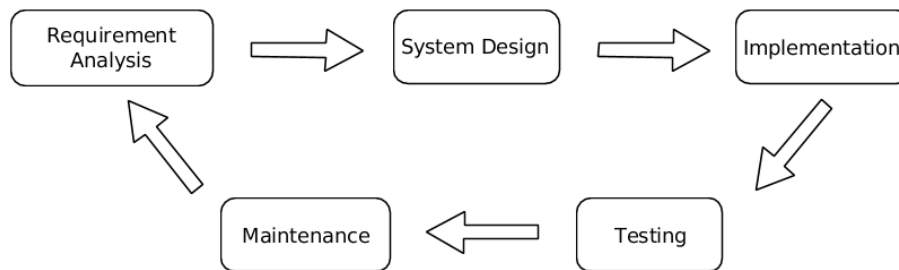 Requirement
Analysis
System Design
Implementation
Maintenance
Testing